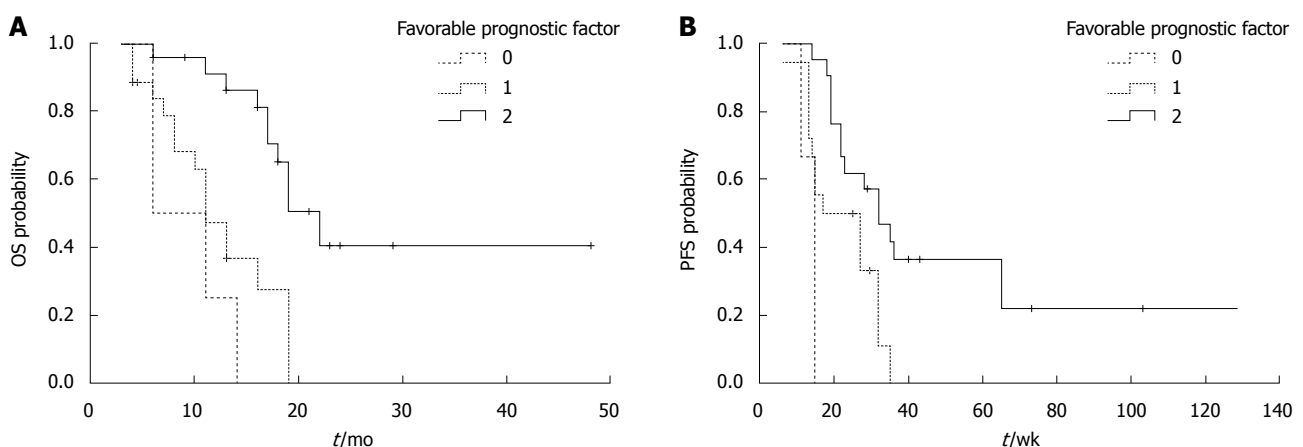 A
Favorable prognostic factor
0
1
2
OS probability
1.0
0.8
0.6
0.4
0.2
0.0
0 10 20 30 40 50
t/mo
B
Favorable prognostic factor
0
1
2
PFS probability
1.0
0.8
0.6
0.4
0.2
0.0
0 20 40 60 80 100 120 140
t/wk